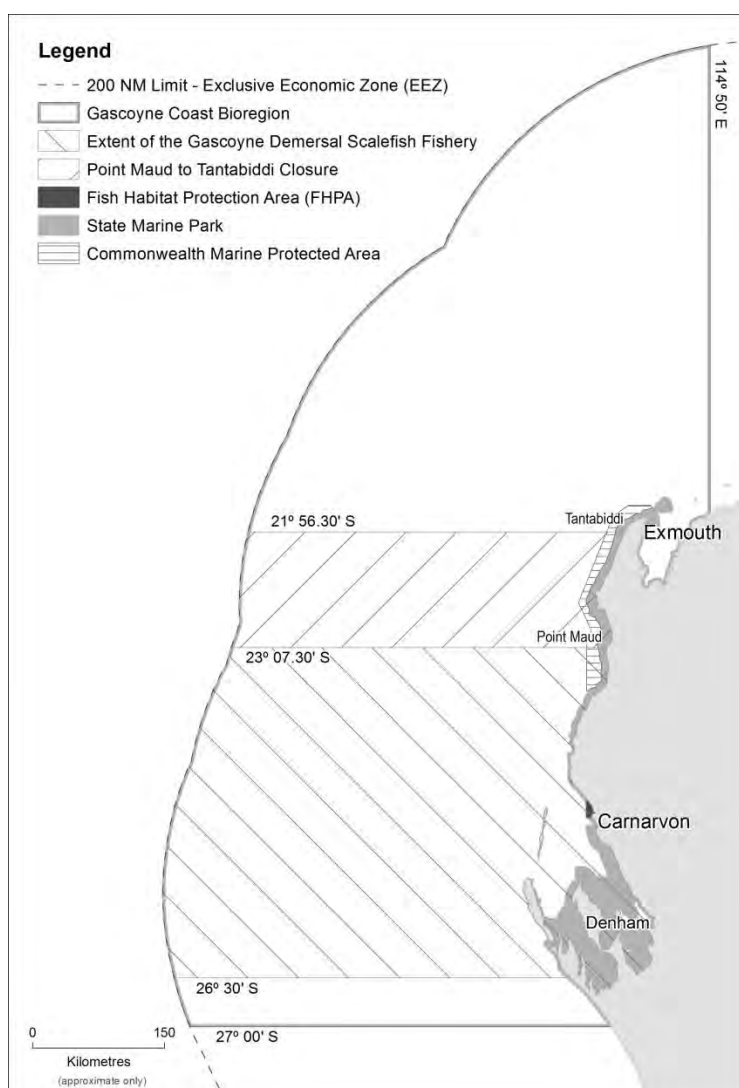 Legend
200 NM Limit - Exclusive Economic Zone (EEZ)
Gascoyne Coast Bioregion
Extent of the Gascoyne Demersal Scalefish Fishery
Point Maud to Tantabiddi Closure
Fish Habitat Protection Area (FHPA)
State Marine Park
Commonwealth Marine Protected Area
114° 50' E
21° 56.30' S
Tantabiddi
Exmouth
Point Maud
23° 07.30' S
Carnarvon
Denham
26° 30' S
27° 00' S
0 150
Kilometres
(approximate only)